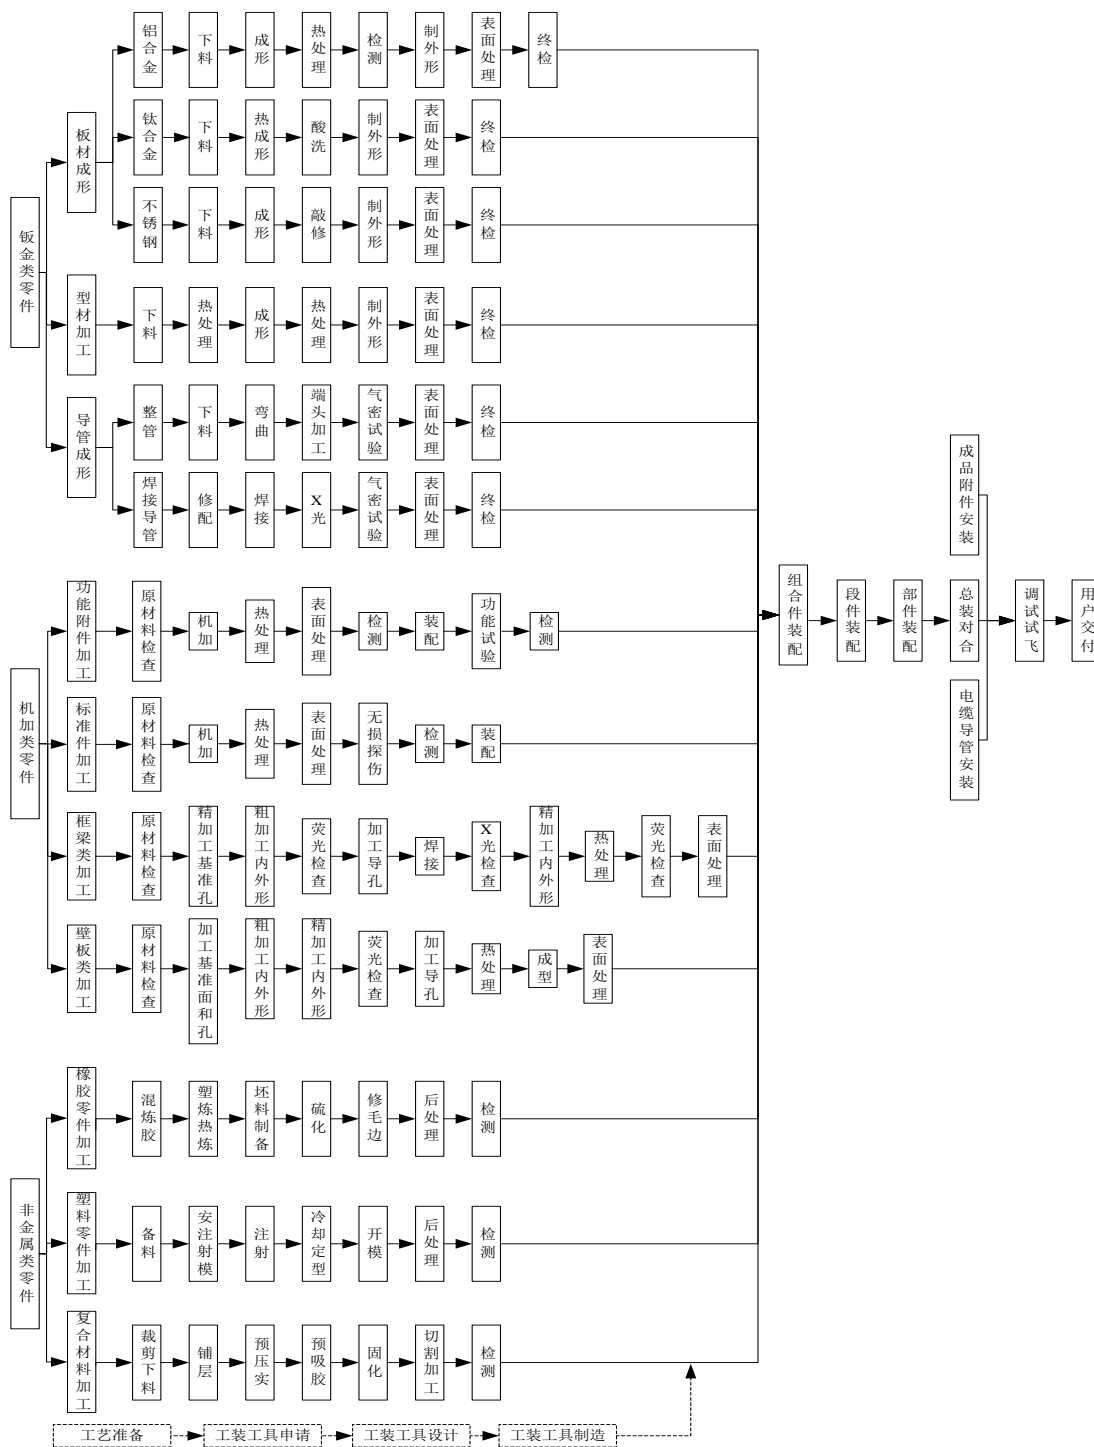 钣金类零件
板材成形
铝合金
下料
成形
热处理
检测
制外形
表面处理
终检
钛合金
下料
热成形
酸洗
制外形
表面处理
终检
不锈钢
下料
成形
敲修
制外形
表面处理
终检
型材加工
下料
热处理
成形
热处理
制外形
表面处理
终检
导管成形
整管
下料
弯曲
端头加工
气密试验
表面处理
终检
焊接导管
修配
焊接
X光
气密试验
表面处理
终检
机加类零件
功能附件加工
原材料检查
机加
热处理
表面处理
检测
装配
功能试验
检测
标准件加工
原材料检查
机加
热处理
表面处理
无损探伤
检测
装配
框梁类加工
原材料检查
精加工基准孔
粗加工内外形
荧光检查
加工导孔
焊接
X光检查
精加工内外形
热处理
荧光检查
表面处理
壁板类加工
原材料检查
加工基准面和孔
粗加工内外形
精加工内外形
荧光检查
加工导孔
热处理
成型
表面处理
非金属类零件
橡胶零件加工
混炼胶
塑炼热炼
坯料制备
硫化
修毛边
后处理
检测
塑料零件加工
备料
安注射模
注射
冷却定型
开模
后处理
检测
复合材料加工
裁剪下料
铺层
预压实
预吸胶
固化
切割加工
检测
组合件装配
段件装配
部件装配
成品附件安装
总装对合
电缆导管安装
调试试飞
用户交付
工艺准备
工装工具申请
工装工具设计
工装工具制造